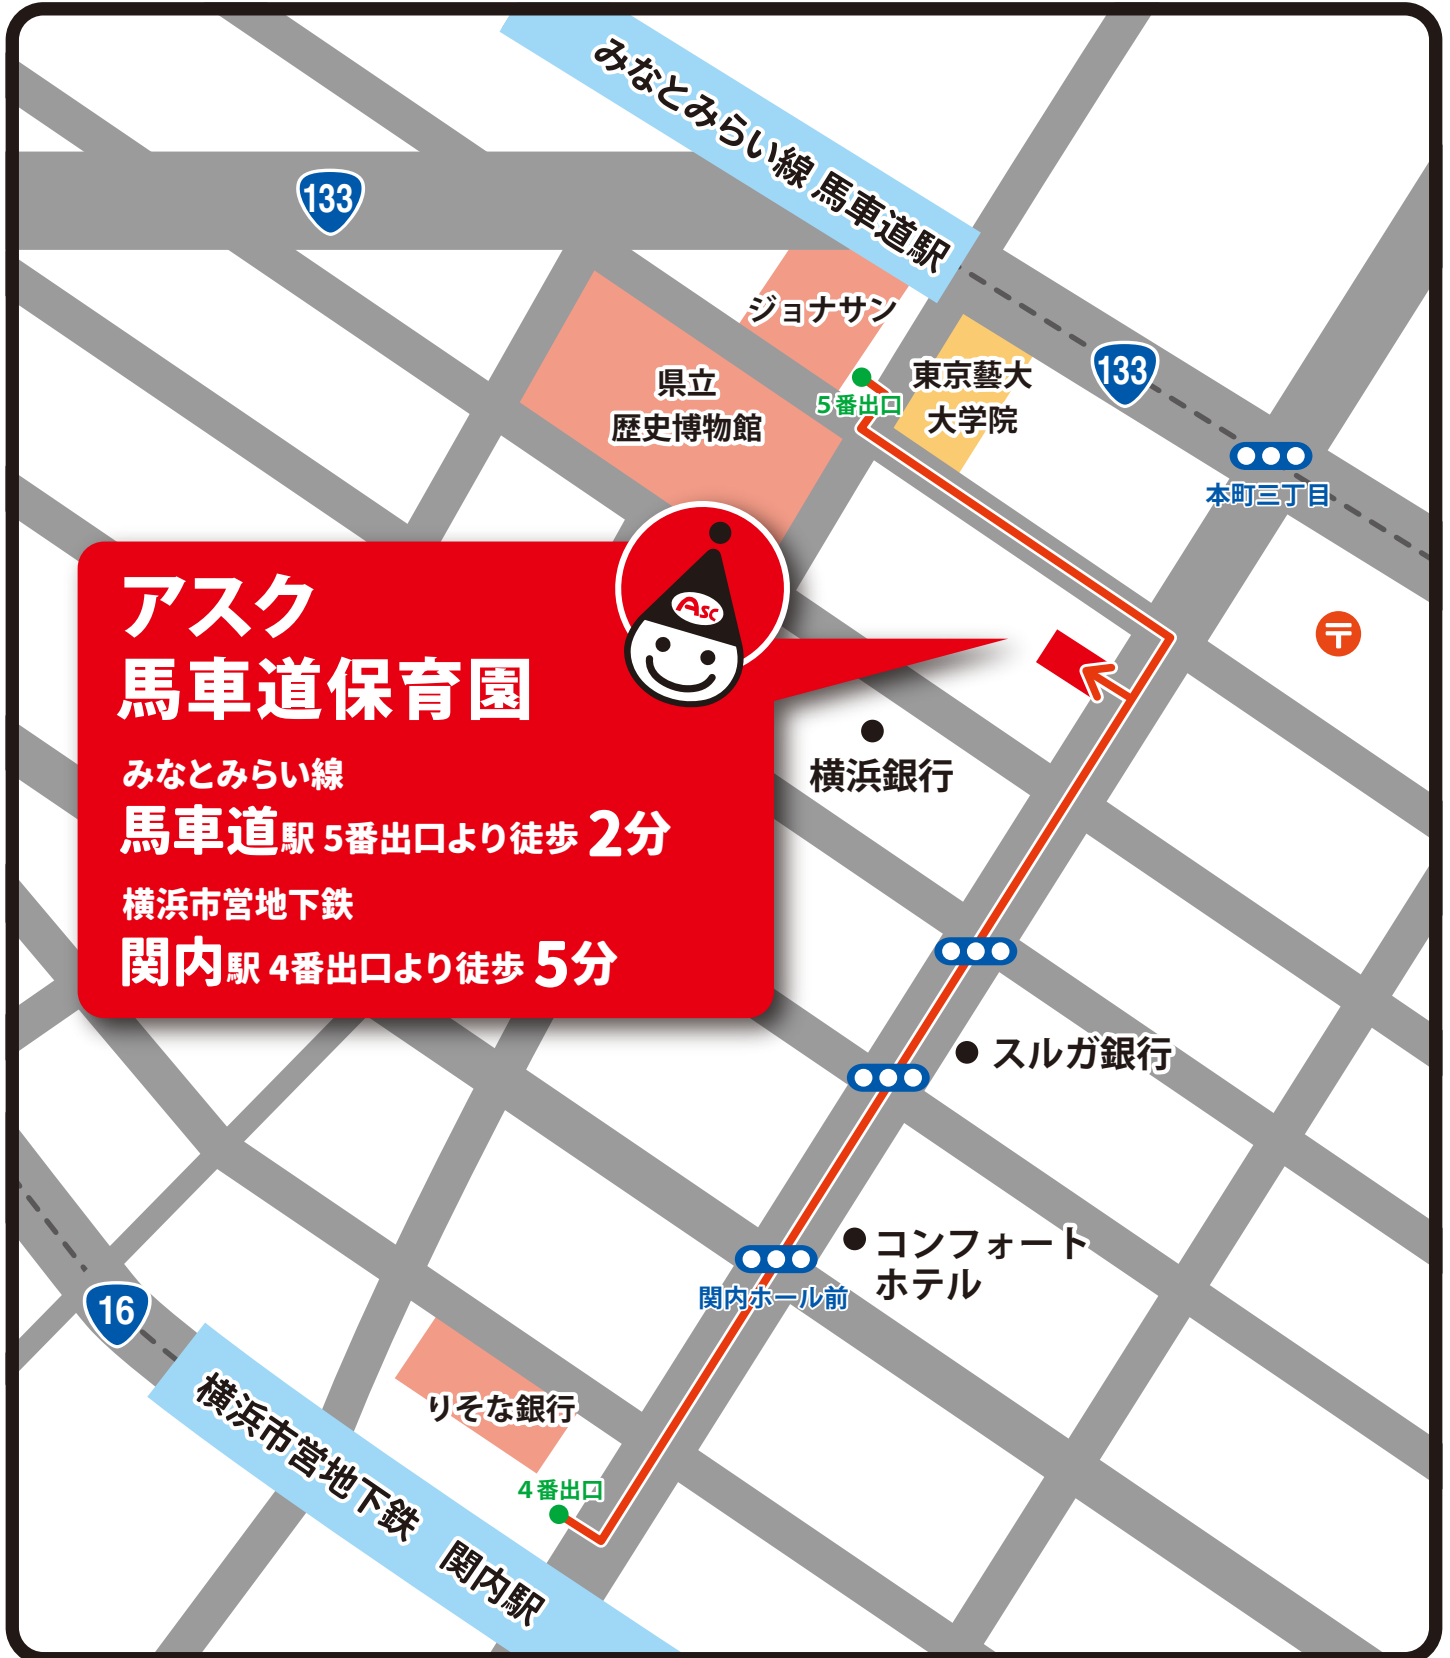 みなとみらい線 馬車道駅
133
ジョナサン
県立
歴史博物館
5番出口
東京藝大
大学院
133
本町三丁目
〒
Asc
アスク
馬車道保育園
みなとみらい線
馬車道駅 5番出口より徒歩 2分
横浜市営地下鉄
関内駅 4番出口より徒歩 5分
横浜銀行
スルガ銀行
コンフォート
ホテル
関内ホール前
16
りそな銀行
4番出口
横浜市営地下鉄 関内駅